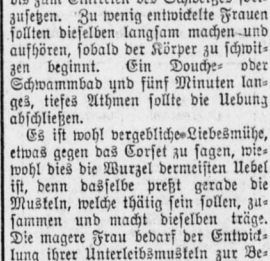 bis zum Eintreten des Schweißes fort-
zusetzen. Zu wenig entwickelte Frauen
sollten dieselben langsam machen und
aufhören, sobald der Körper zu schwit-
zen beginnt. Ein Douche- oder
Schwammbad und fünf Minuten lan-
ges, tiefes Athmen sollte die Uebung
abschließen.
Es ist wohl vergebliche Liebesmühe,
etwas gegen das Corset zu sagen, wie-
wohl dies die Wurzel dermeisten Uebel
ist, denn dasselbe preßt gerade die
Muskeln, welche thätig sein sollen, zu-
sammen und macht dieselben träge.
Die magere Frau bedarf der Entwick-
lung ihrer Unterleibsmuskeln zur Be-